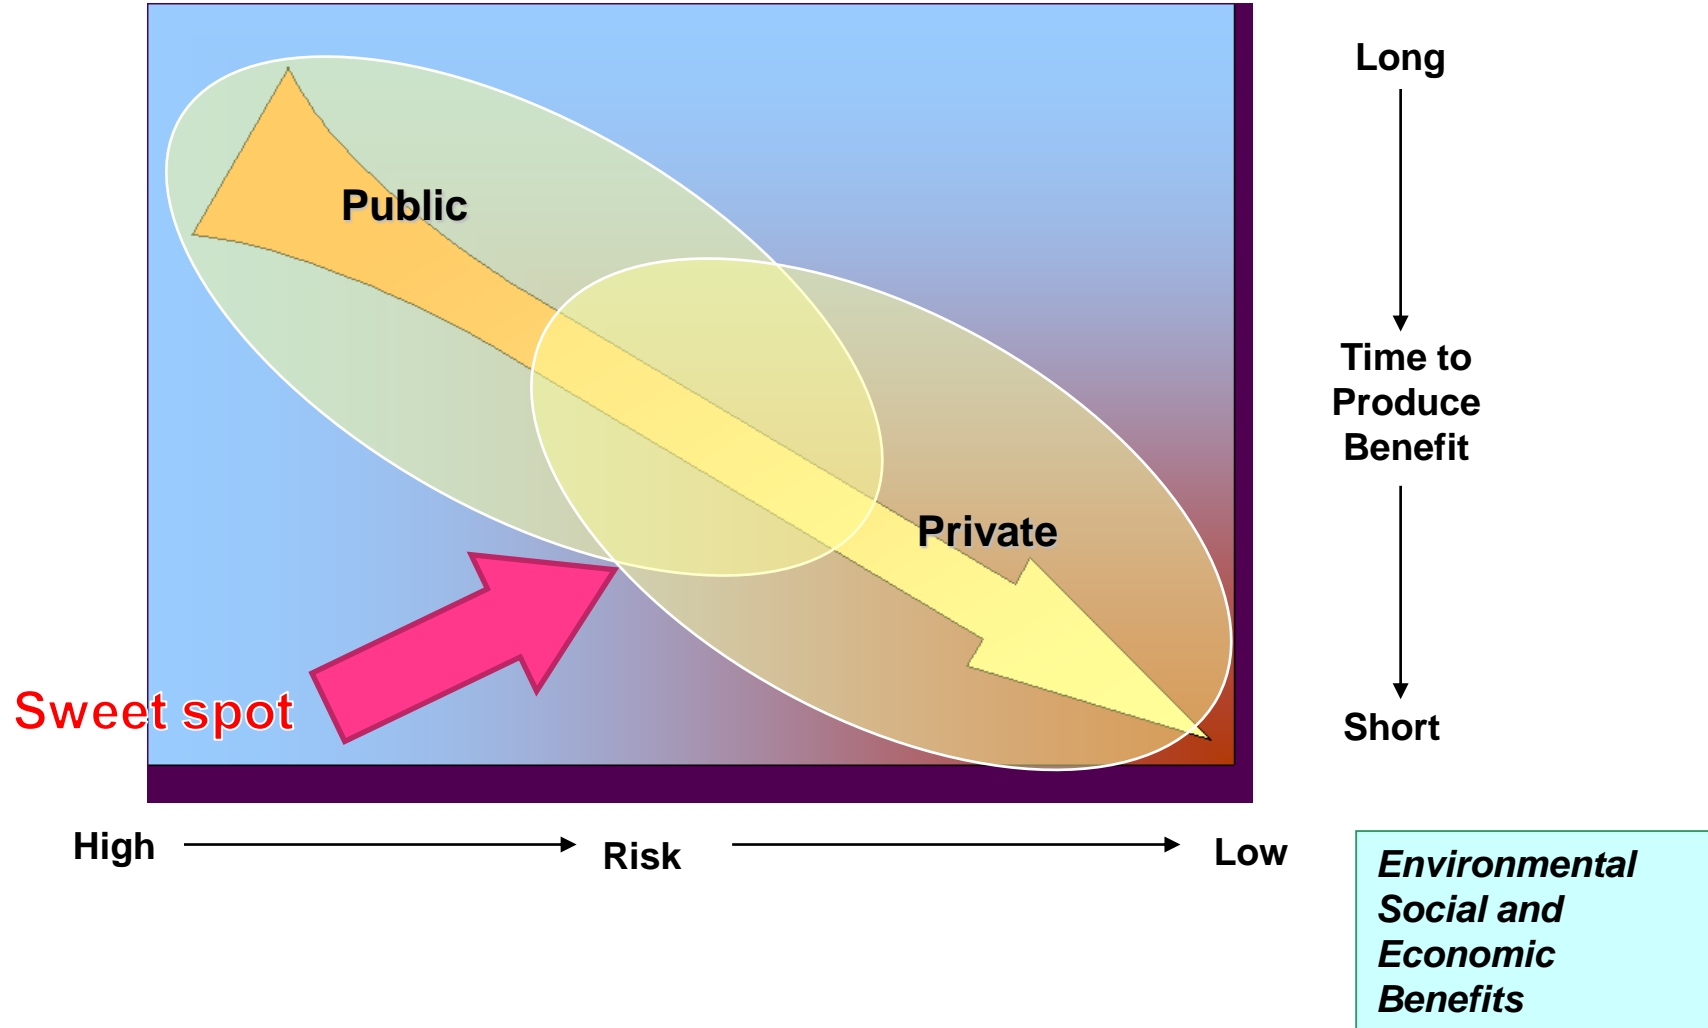 Long
Public
Time to
Produce
Benefit
Private
Sweet spot
Short
High
Risk
Low
Environmental
Social and
Economic
Benefits